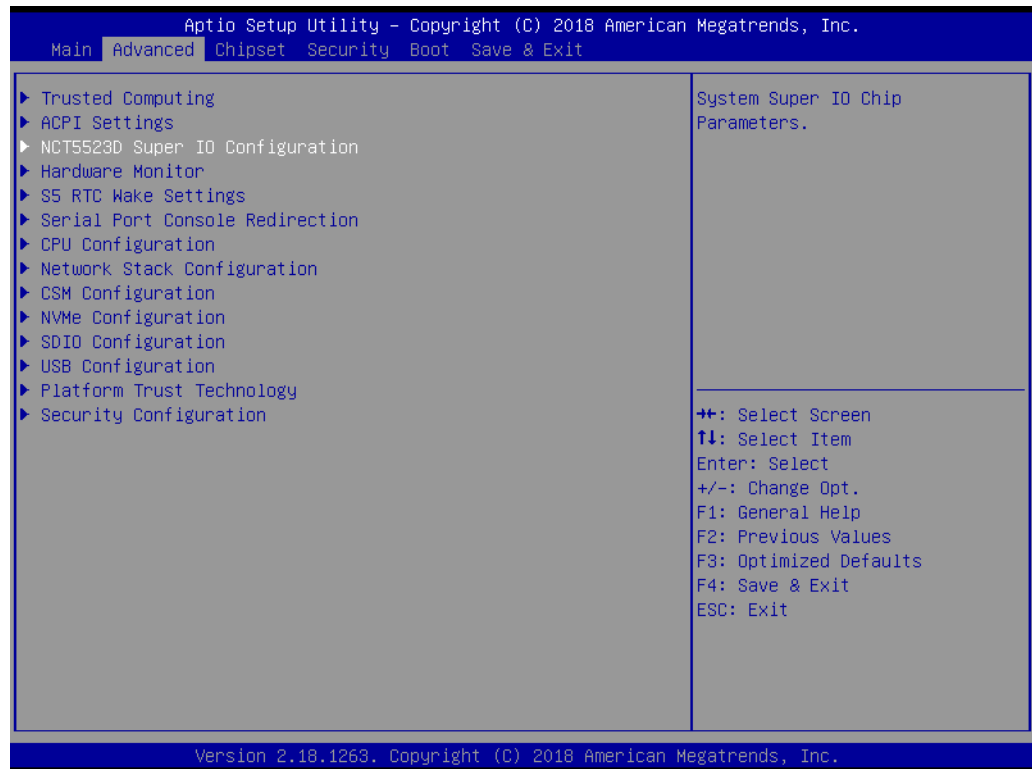 Aptio Setup Utility – Copyright (C) 2018 American Megatrends, Inc.
Main Advanced Chipset Security Boot Save & Exit
▶ Trusted Computing
▶ ACPI Settings
▶ NCT5523D Super IO Configuration
▶ Hardware Monitor
▶ S5 RTC Wake Settings
▶ Serial Port Console Redirection
▶ CPU Configuration
▶ Network Stack Configuration
▶ CSM Configuration
▶ NVMe Configuration
▶ SDIO Configuration
▶ USB Configuration
▶ Platform Trust Technology
▶ Security Configuration
System Super IO Chip
Parameters.
→←: Select Screen
↑↓: Select Item
Enter: Select
+/-: Change Opt.
F1: General Help
F2: Previous Values
F3: Optimized Defaults
F4: Save & Exit
ESC: Exit
Version 2.18.1263. Copyright (C) 2018 American Megatrends, Inc.